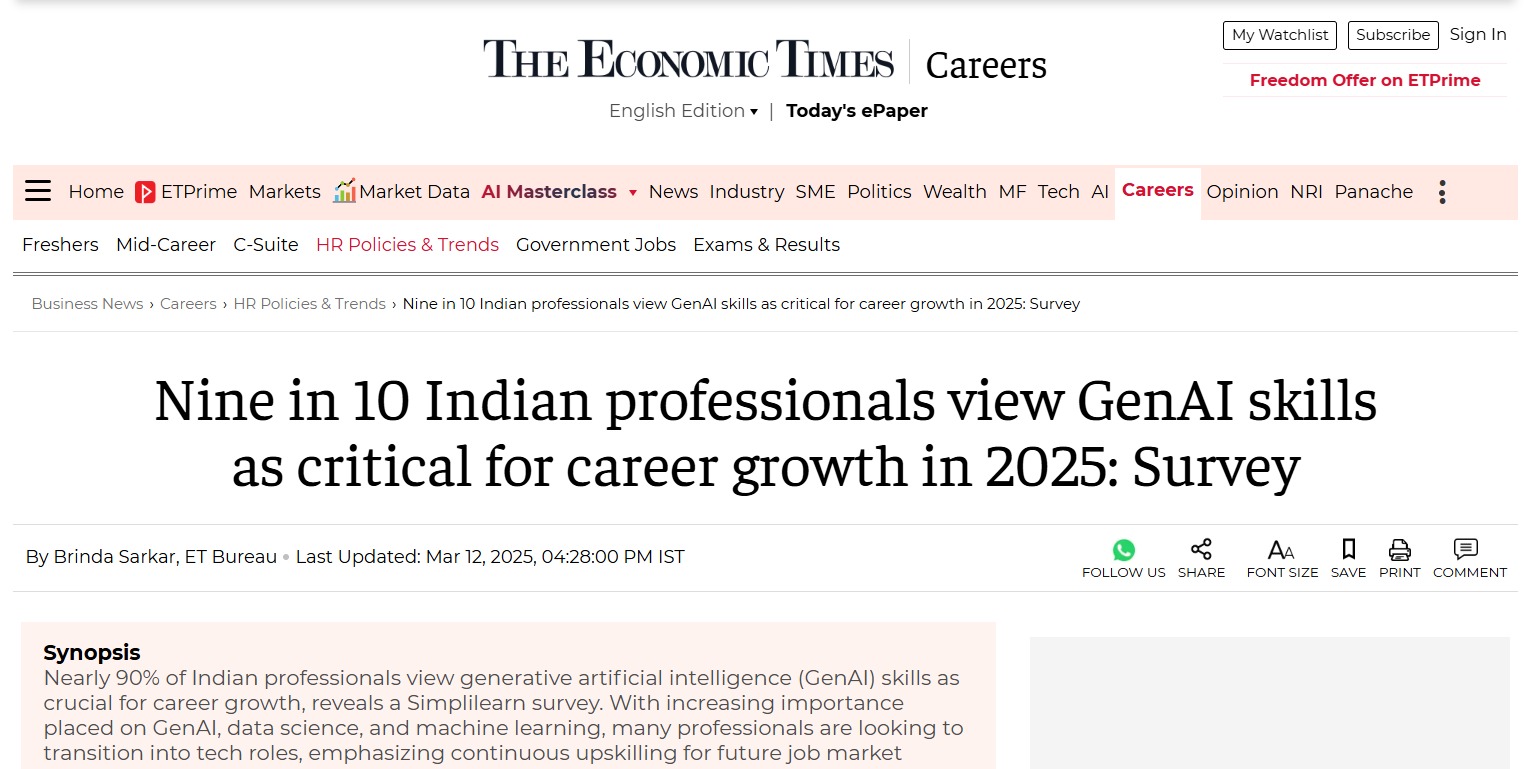 My Watchlist Subscribe Sign In
THE ECONOMIC TIMES | Careers
Freedom Offer on ETPrime
English Edition ▾ | Today's ePaper
Home ETPrime Markets Market Data AI Masterclass ▾ News Industry SME Politics Wealth MF Tech AI Careers Opinion NRI Panache
Freshers Mid-Career C-Suite HR Policies & Trends Government Jobs Exams & Results
Business News › Careers › HR Policies & Trends › Nine in 10 Indian professionals view GenAI skills as critical for career growth in 2025: Survey
Nine in 10 Indian professionals view GenAI skills
as critical for career growth in 2025: Survey
By Brinda Sarkar, ET Bureau • Last Updated: Mar 12, 2025, 04:28:00 PM IST
FOLLOW US SHARE FONT SIZE SAVE PRINT COMMENT
Synopsis
Nearly 90% of Indian professionals view generative artificial intelligence (GenAI) skills as
crucial for career growth, reveals a Simplilearn survey. With increasing importance
placed on GenAI, data science, and machine learning, many professionals are looking to
transition into tech roles, emphasizing continuous upskilling for future job market